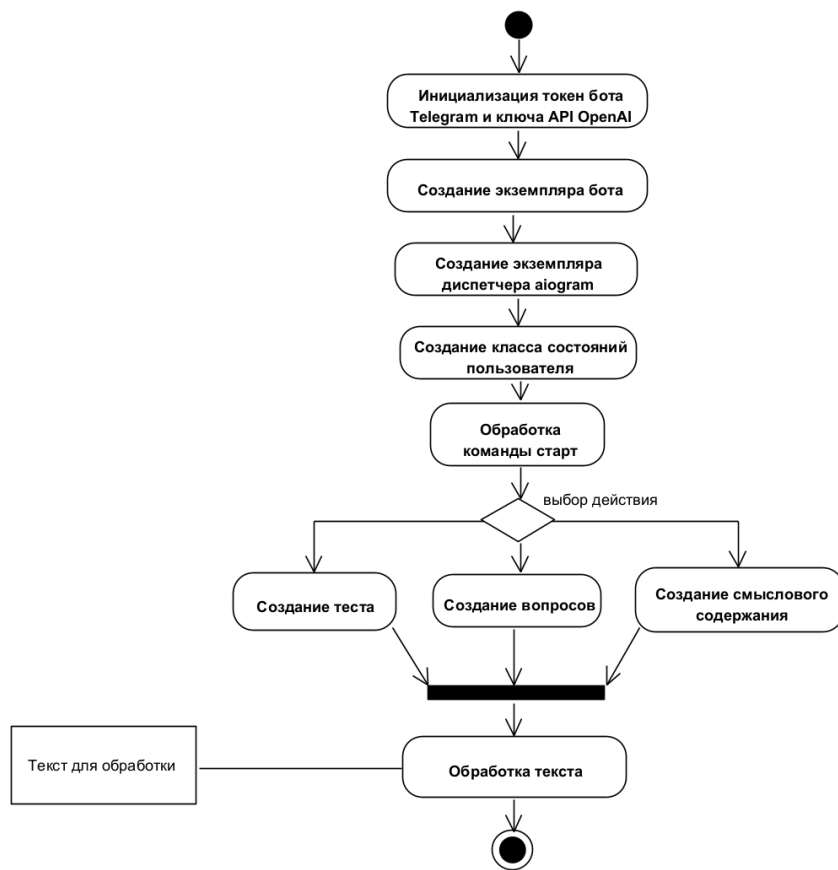 Инициализация токен бота
Telegram и ключа API OpenAI
Создание экземпляра бота
Создание экземпляра
диспетчера aiogram
Создание класса состояний
пользователя
Обработка
команды старт
выбор действия
Создание теста
Создание вопросов
Создание смыслового
содержания
Текст для обработки
Обработка текста